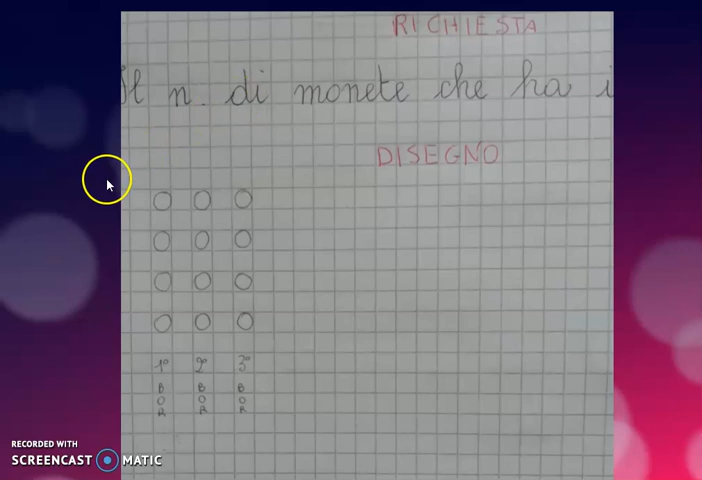 RICHIESTA
Il n. di monete che ha i
DISEGNO
1° 2° 3°
B B B
O O O
R R R
RECORDED WITH
SCREENCAST MATIC